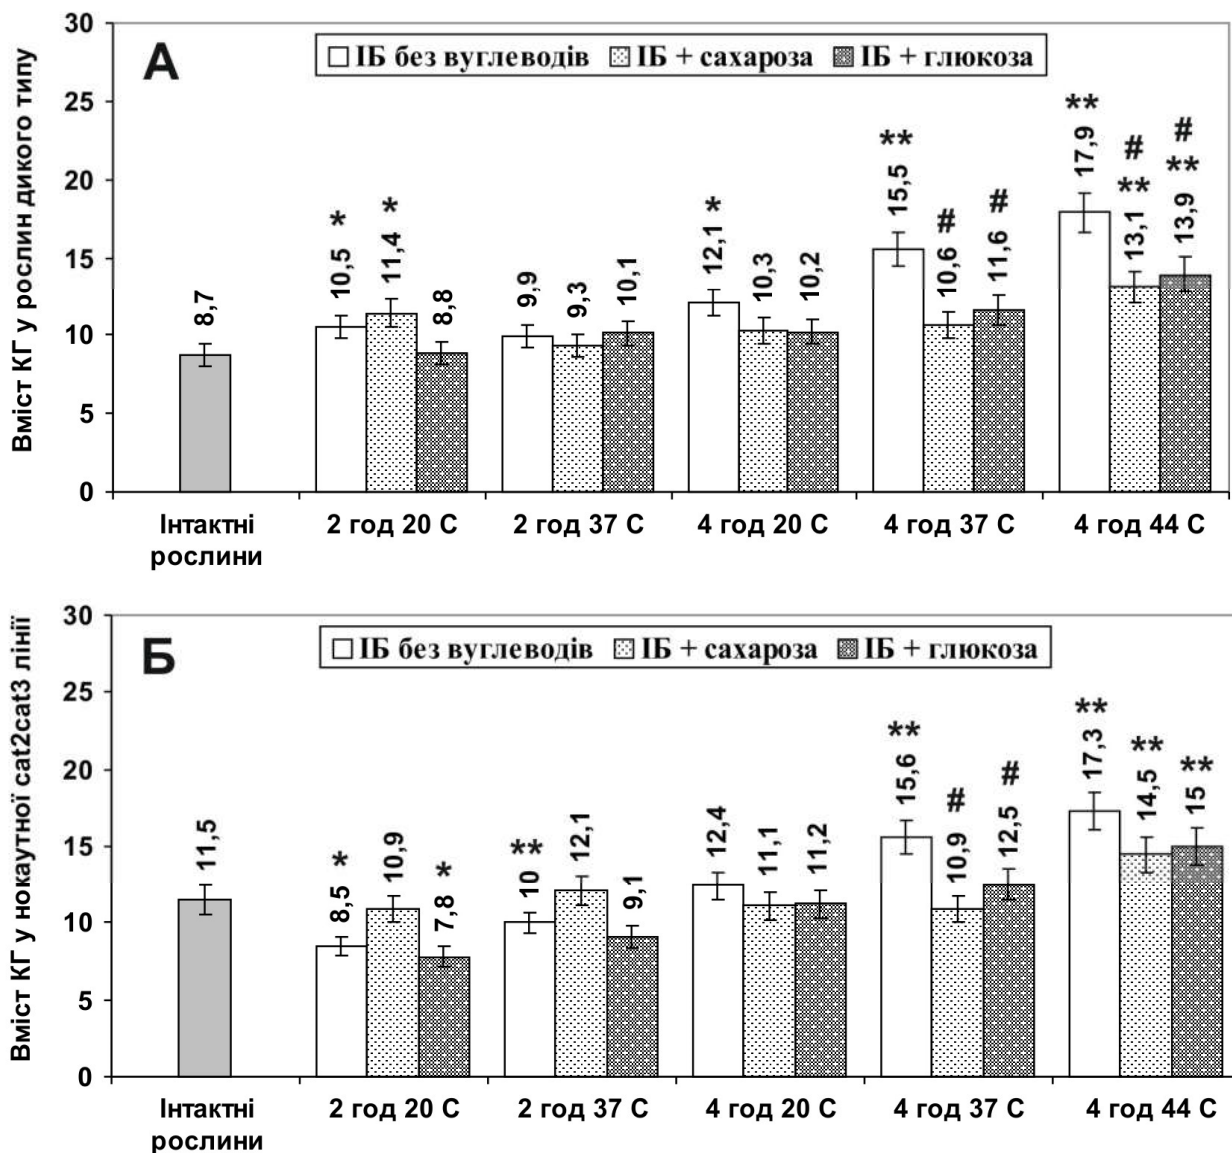 Вміст КГ у рослин дикого типу
30
25
20
15
10
5
0
А
ІБ без вуглеводів ІБ + сахароза ІБ + глюкоза
8,7
* 10,5
* 11,4
8,8
9,9
9,3
10,1
* 12,1
10,3
10,2
** 15,5
# 10,6
# 11,6
** 17,9
# ** 13,1
# ** 13,9
Інтактні
рослини
2 год 20 С
2 год 37 С
4 год 20 С
4 год 37 С
4 год 44 С
Вміст КГ у нокаутної cat2cat3 лінії
30
25
20
15
10
5
0
Б
ІБ без вуглеводів ІБ + сахароза ІБ + глюкоза
11,5
* 8,5
10,9
* 7,8
** 10
12,1
9,1
12,4
11,1
11,2
** 15,6
# 10,9
# 12,5
** 17,3
** 14,5
** 15
Інтактні
рослини
2 год 20 С
2 год 37 С
4 год 20 С
4 год 37 С
4 год 44 С